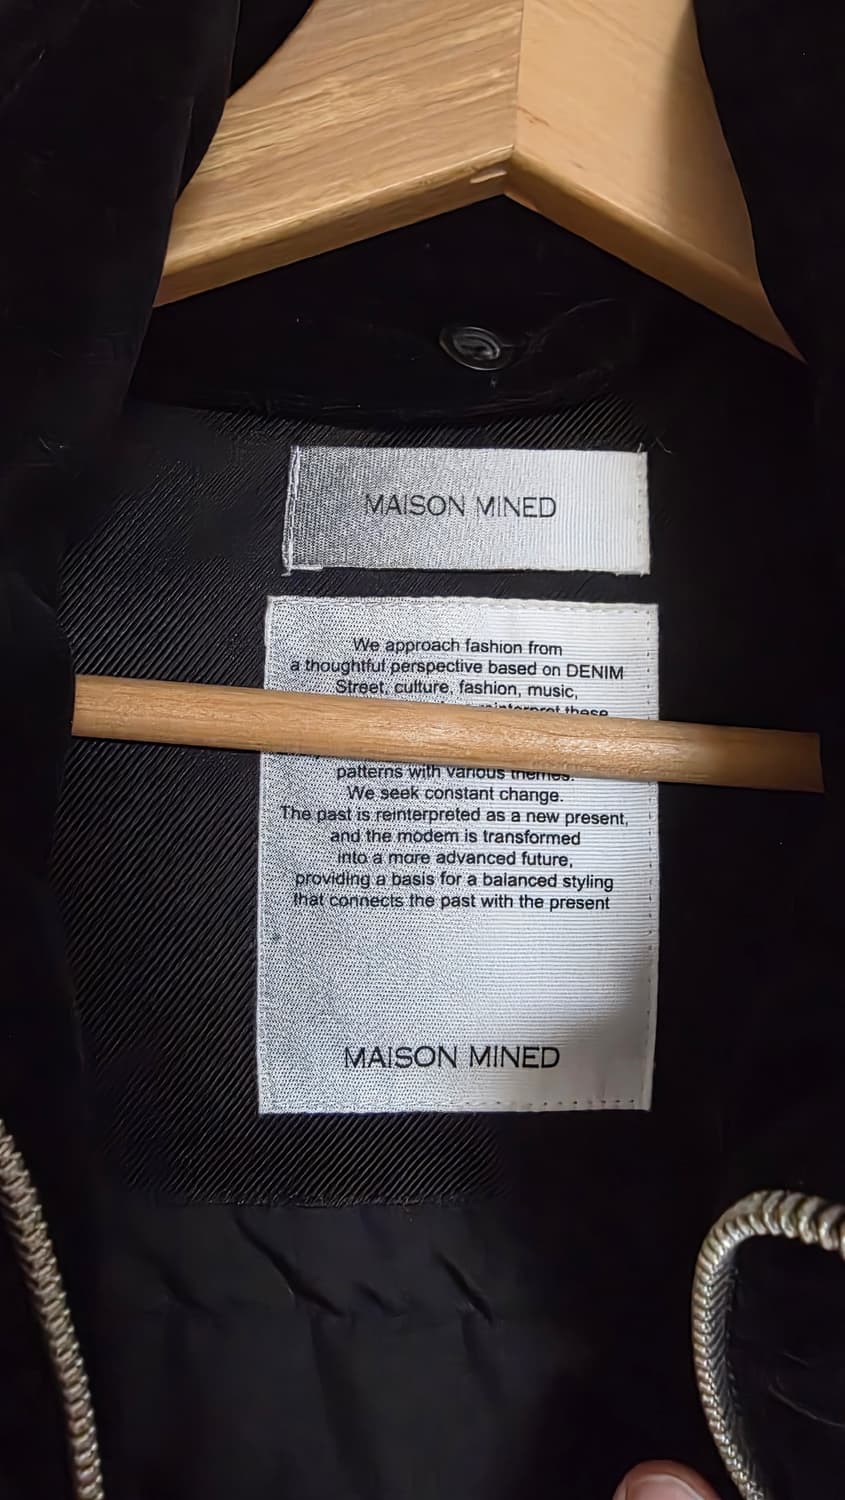 MAISON MINED
We approach fashion from
a thoughtful perspective based on DENIM
Street, culture, fashion, music,
reinterpret these
patterns with various themes.
We seek constant change.
The past is reinterpreted as a new present,
and the modem is transformed
into a more advanced future,
providing a basis for a balanced styling
that connects the past with the present
MAISON MINED